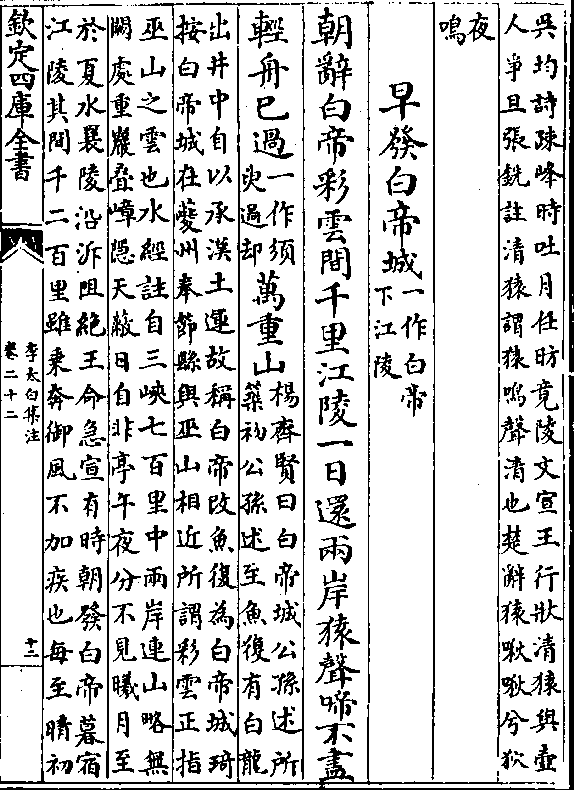 吳均詩疎峰時吐月任昉竟陵文宣王行狀清猿與壺
人爭旦張銑註清猿謂猿鳴聲清也楚辭猿啾啾兮狖
夜
鳴
早發白帝城一作白帝
下江陵
朝辭白帝彩雲間千里江陵一日還兩岸猿聲啼不盡
輕舟已過一作須
臾過却萬重山楊齊賢曰白帝城公孫述所
築初公孫述至魚復有白龍
出井中自以承漢土運故稱白帝改魚復為白帝城琦
按白帝城在夔州奉節縣與巫山相近所謂彩雲正指
巫山之雲也水經註自三峽七百里中兩岸連山略無
闕處重巖疊嶂隠天蔽日自非亭午夜分不見曦月至
於夏水襄陵沿泝阻絶王命急宣有時朝發白帝暮宿
江陵其間千二百里雖乗奔御風不加疾也每至晴初
欽定四庫全書
李太白集注
卷二十二
十二